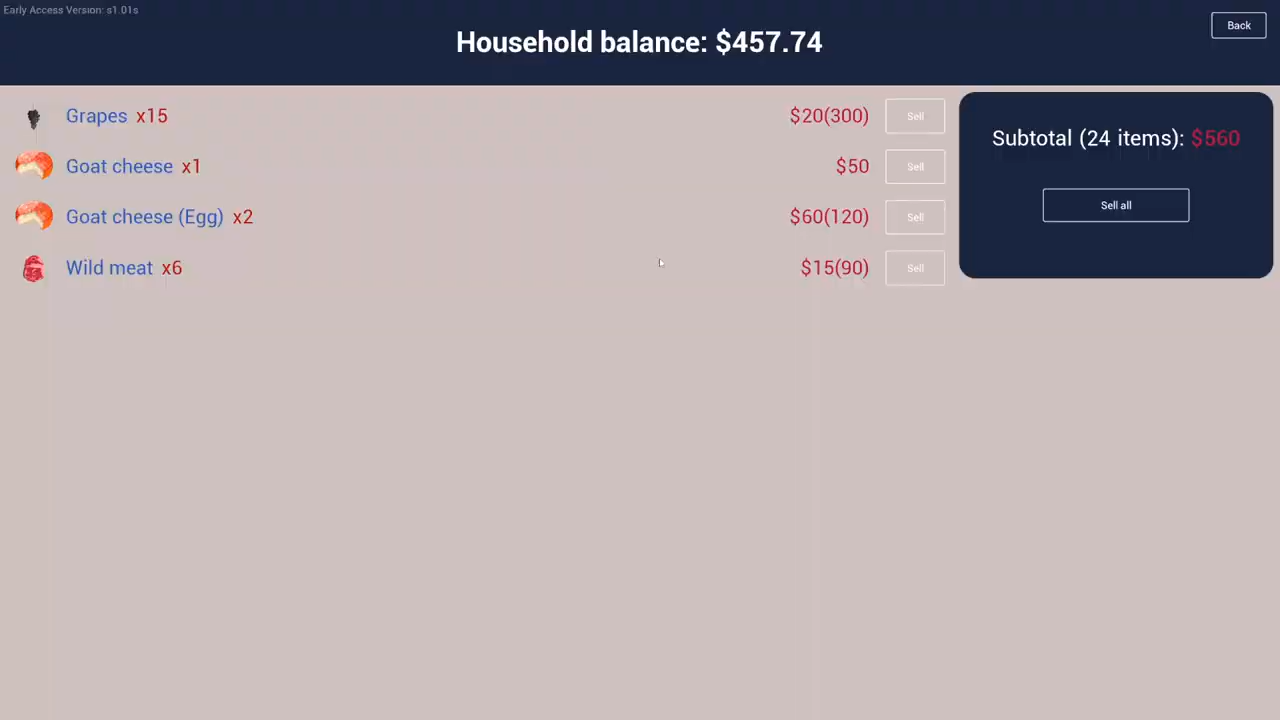 Early Access Version: s1.01s
Household balance: $457.74
Back
Grapes x15 $20(300) Sell
Goat cheese x1 $50 Sell
Goat cheese (Egg) x2 $60(120) Sell
Wild meat x6 $15(90) Sell
Subtotal (24 items): $560
Sell all